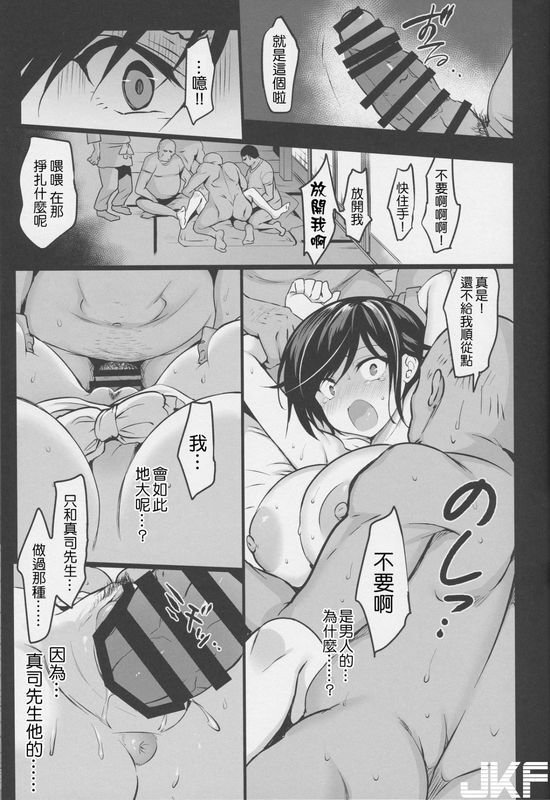 就是這個啦
ずる…
…噫!!
不要啊啊啊!
快住手!
放開我
放開我啊
喂喂 在那
掙扎什麼呢
真是!
還不給我順從點
のしっ…
不要啊
是男人的…
為什麼……?
我…
會如此
地大呢…?
只和真司先生…
做過那種……
因為…
真司先生他的……
JKF